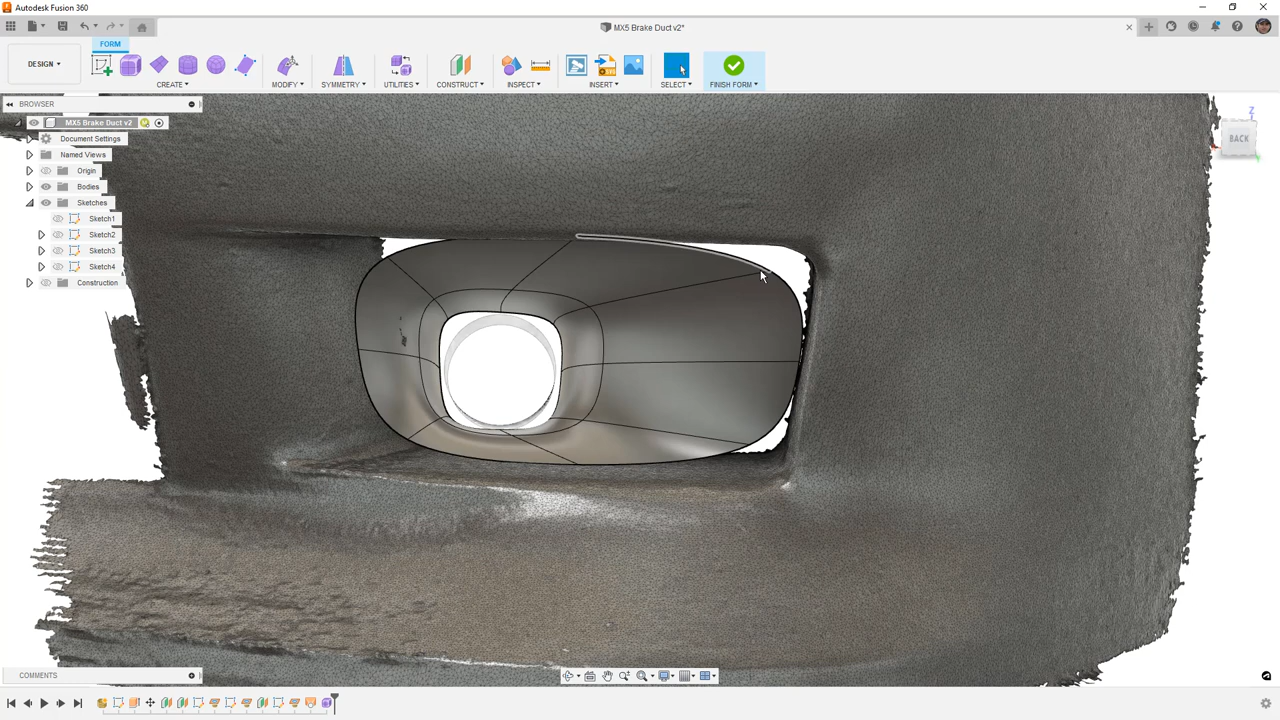 Autodesk Fusion 360
MX5 Brake Duct v2*
FORM
DESIGN
CREATE
MODIFY
SYMMETRY
UTILITIES
CONSTRUCT
INSPECT
INSERT
SELECT
FINISH FORM
BROWSER
MX5 Brake Duct v2
Document Settings
Named Views
Origin
Bodies
Sketches
Sketch1
Sketch2
Sketch3
Sketch4
Construction
Z
BACK
COMMENTS